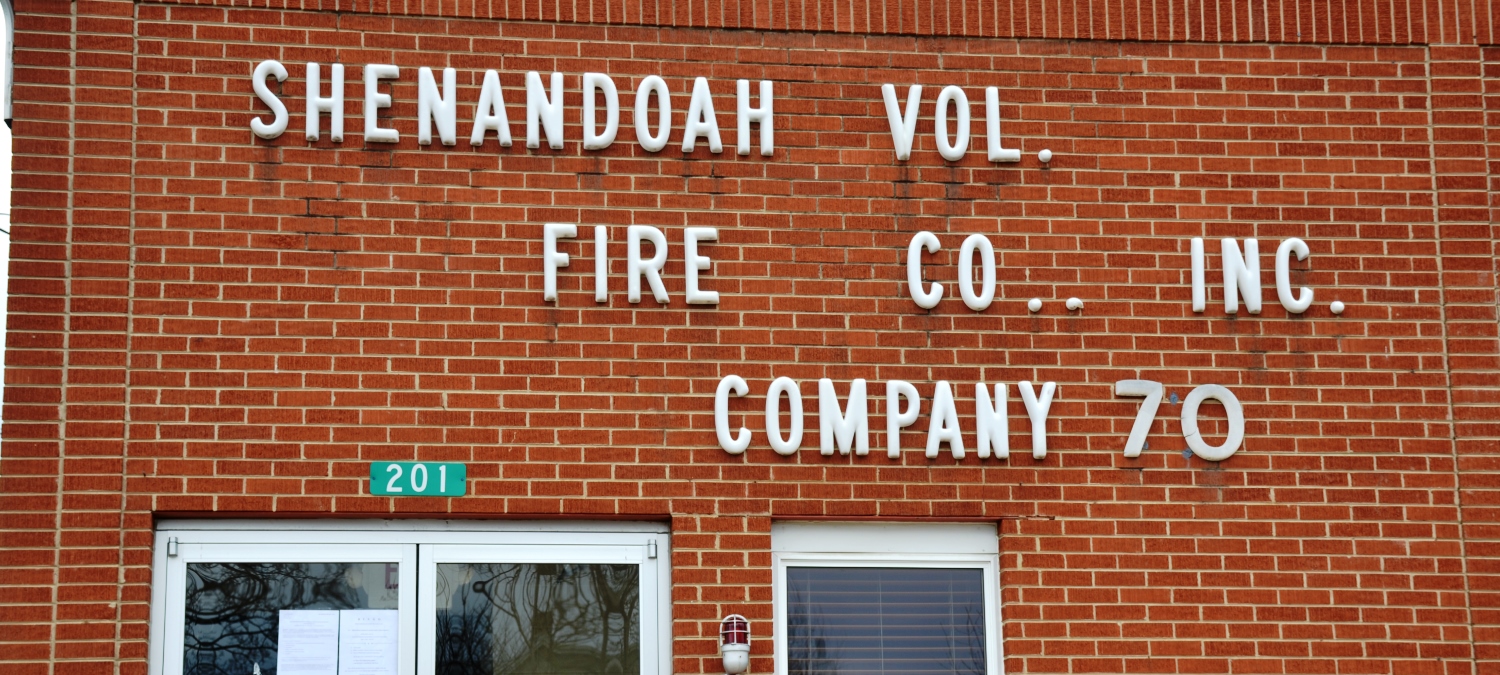 SHENANDOAH VOL.
FIRE CO.. INC.
COMPANY 70
201